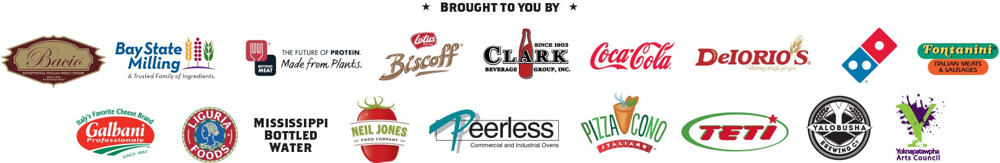 ★ BROUGHT TO YOU BY ★
Bacio
EXCEPTIONAL ITALIAN PIZZA CHEESE
Bay State
Milling
A Trusted Family of Ingredients.
BEYOND
MEAT
THE FUTURE OF PROTEIN.
Made from Plants.
Lotus
Biscoff
SINCE 1903
CLARK
BEVERAGE GROUP, INC.
Coca-Cola
DeIORIO'S
Making dough for you
Fontanini
ITALIAN MEATS
& SAUSAGES
Italy's Favorite Cheese Brand
Galbani
Professionale
SINCE 1882
LIGURIA
FOODS
MISSISSIPPI
BOTTLED
WATER
NEIL JONES
FOOD COMPANY
Peerless
Commercial and Industrial Ovens
PIZZA CONO
ITALIANO
TETI
YALOBUSHA
BREWING Co
Yoknapatawpha
Arts Council